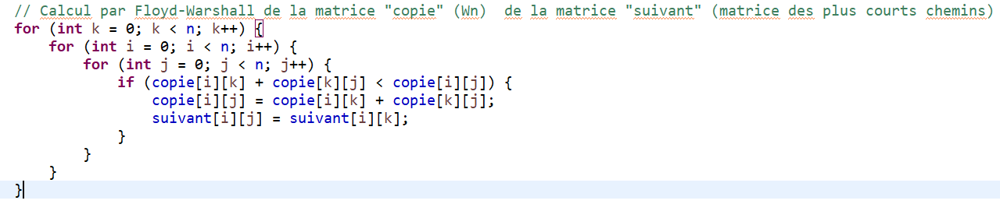 // Calcul par Floyd-Warshall de la matrice "copie" (Wn)  de la matrice "suivant" (matrice des plus courts chemins)
for (int k = 0; k < n; k++) {
    for (int i = 0; i < n; i++) {
        for (int j = 0; j < n; j++) {
            if (copie[i][k] + copie[k][j] < copie[i][j]) {
                copie[i][j] = copie[i][k] + copie[k][j];
                suivant[i][j] = suivant[i][k];
            }
        }
    }
}